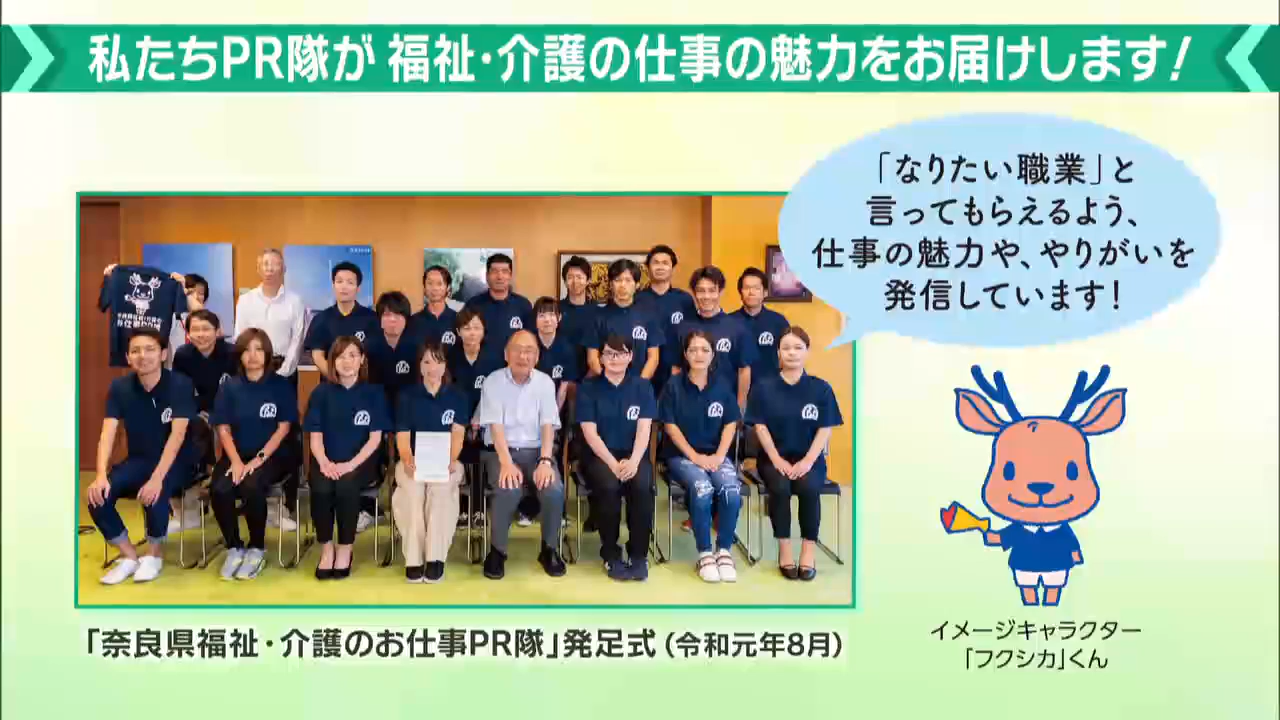 私たちPR隊が 福祉・介護の仕事の魅力をお届けします！
「なりたい職業」と
言ってもらえるよう、
仕事の魅力や、やりがいを
発信しています！
「奈良県福祉・介護のお仕事PR隊」発足式（令和元年8月）
イメージキャラクター
「フクシカ」くん